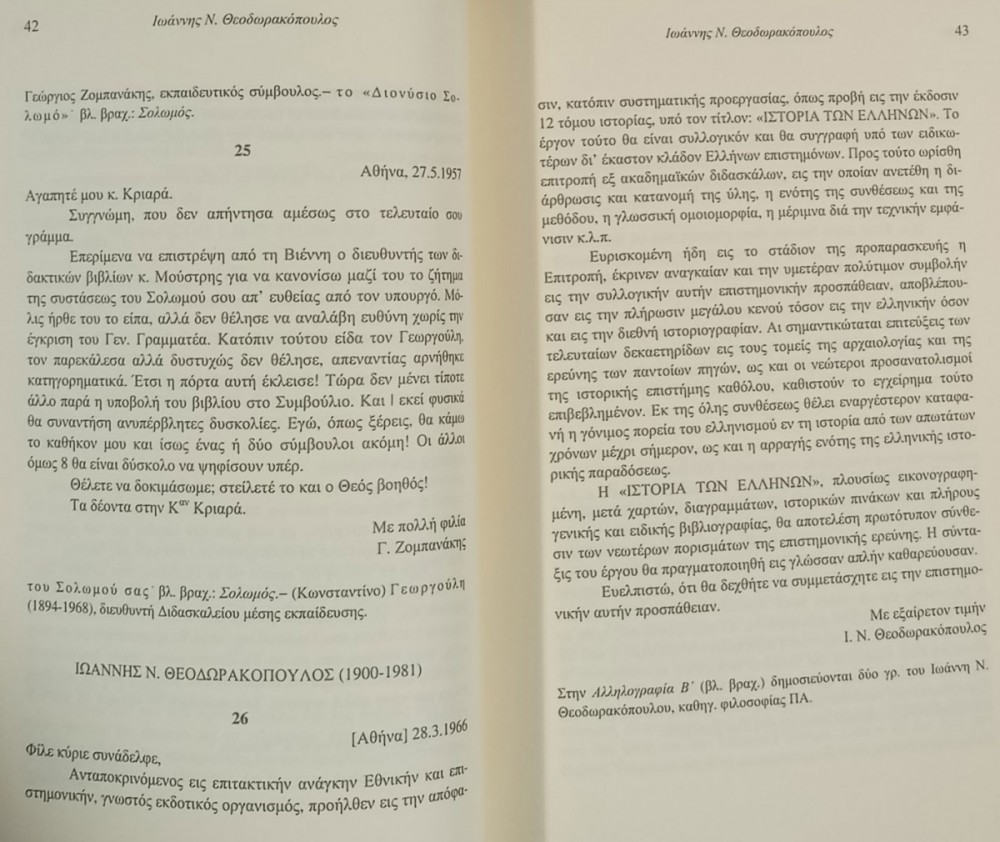 42
Ιωάννης Ν. Θεοδωρακόπουλος
Γεώργιος Ζομπανάκης, εκπαιδευτικός σύμβουλος.– το «Διονύσιο Σο-
λωμό»· βλ. βραχ.: Σολωμός.
25
Αθήνα, 27.5.1957
Αγαπητέ μου κ. Κριαρά.
Συγγνώμη, που δεν απήντησα αμέσως στο τελευταίο σου
γράμμα.
Επερίμενα να επιστρέψη από τη Βιέννη ο διευθυντής των δι-
δακτικών βιβλίων κ. Μούστρης για να κανονίσω μαζί του το ζήτημα
της συστάσεως του Σολωμού σου απ’ ευθείας από τον υπουργό. Μό-
λις ήρθε του το είπα, αλλά δεν θέλησε να αναλάβη ευθύνη χωρίς την
έγκριση του Γεν. Γραμματέα. Κατόπιν τούτου είδα τον Γεωργούλη,
τον παρεκάλεσα αλλά δυστυχώς δεν θέλησε, απεναντίας αρνήθηκε
κατηγορηματικά. Έτσι η πόρτα αυτή έκλεισε! Τώρα δεν μένει τίποτε
άλλο παρά η υποβολή του βιβλίου στο Συμβούλιο. Και | εκεί φυσικά
θα συναντήση ανυπέρβλητες δυσκολίες. Εγώ, όπως ξέρεις, θα κάμω
το καθήκον μου και ίσως ένας ή δύο σύμβουλοι ακόμη! Οι άλλοι
όμως 8 θα είναι δύσκολο να ψηφίσουν υπέρ.
Θέλετε να δοκιμάσωμε; στείλετέ το και ο Θεός βοηθός!
Τα δέοντα στην Καν Κριαρά.
Με πολλή φιλία
Γ. Ζομπανάκης
του Σολωμού σας· βλ. βραχ.: Σολωμός.– (Κωνσταντίνο) Γεωργούλη
(1894-1968), διευθυντή Διδασκαλείου μέσης εκπαίδευσης.
ΙΩΑΝΝΗΣ Ν. ΘΕΟΔΩΡΑΚΟΠΟΥΛΟΣ (1900-1981)
26
[Αθήνα] 28.3.1966
Φίλε κύριε συνάδελφε,
Ανταποκρινόμενος εις επιτακτικήν ανάγκην Εθνικήν και επι-
στημονικήν, γνωστός εκδοτικός οργανισμός, προήλθεν εις την απόφα-
Ιωάννης Ν. Θεοδωρακόπουλος
43
σιν, κατόπιν συστηματικής προεργασίας, όπως προβή εις την έκδοσιν
12 τόμου ιστορίας, υπό τον τίτλον: «ΙΣΤΟΡΙΑ ΤΩΝ ΕΛΛΗΝΩΝ». Το
έργον τούτο θα είναι συλλογικόν και θα συγγραφή υπό των ειδικω-
τέρων δι’ έκαστον κλάδον Ελλήνων επιστημόνων. Προς τούτο ωρίσθη
επιτροπή εξ ακαδημαϊκών διδασκάλων, εις την οποίαν ανετέθη η δι-
άρθρωσις και κατανομή της ύλης, η ενότης της συνθέσεως και της
μεθόδου, η γλωσσική ομοιομορφία, η μέριμνα διά την τεχνικήν εμφά-
νισιν κ.λ.π.
Ευρισκομένη ήδη εις το στάδιον της προπαρασκευής η
Επιτροπή, έκρινεν αναγκαίαν και την υμετέραν πολύτιμον συμβολήν
εις την συλλογικήν αυτήν επιστημονικήν προσπάθειαν, αποβλέπου-
σαν εις την πλήρωσιν μεγάλου κενού τόσον εις την ελληνικήν όσον
και εις την διεθνή ιστοριογραφίαν. Αι σημαντικώταται επιτεύξεις των
τελευταίων δεκαετηρίδων εις τους τομείς της αρχαιολογίας και της
ερεύνης των παντοίων πηγών, ως και οι νεώτεροι προσανατολισμοί
της ιστορικής επιστήμης καθόλου, καθιστούν το εγχείρημα τούτο
επιβεβλημένον. Εκ της όλης συνθέσεως θέλει εναργέστερον καταφα-
νή η γόνιμος πορεία του ελληνισμού εν τη ιστορία από των απωτάτων
χρόνων μέχρι σήμερον, ως και η αρραγής ενότης της ελληνικής ιστο-
ρικής παραδόσεως.
Η «ΙΣΤΟΡΙΑ ΤΩΝ ΕΛΛΗΝΩΝ», πλουσίως εικονογραφη-
μένη, μετά χαρτών, διαγραμμάτων, ιστορικών πινάκων και πλήρους
γενικής και ειδικής βιβλιογραφίας, θα αποτελέση πρωτότυπον σύνθε-
σιν των νεωτέρων πορισμάτων της επιστημονικής ερεύνης. Η σύντα-
ξις του έργου θα πραγματοποιηθή εις γλώσσαν απλήν καθαρεύουσαν.
Ευελπιστώ, ότι θα δεχθήτε να συμμετάσχητε εις την επιστημο-
νικήν αυτήν προσπάθειαν.
Με εξαίρετον τιμήν
Ι. Ν. Θεοδωρακόπουλος
Στην Αλληλογραφία Β΄ (βλ. βραχ.) δημοσιεύονται δύο γρ. του Ιωάννη Ν.
Θεοδωρακόπουλου, καθηγ. φιλοσοφίας ΠΑ.